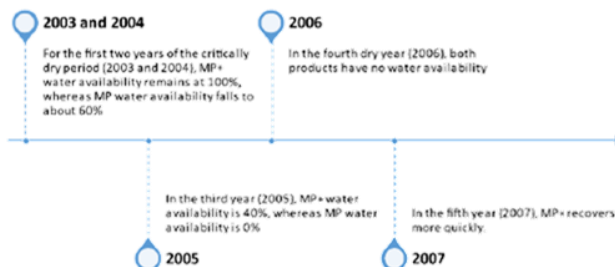 2003 and 2004
For the first two years of the critically
dry period (2003 and 2004), MP+
water availability remains at 100%,
whereas MP water availability falls to
about 60%
2006
In the fourth dry year (2006), both
products have no water availability
In the third year (2005), MP+ water
availability is 40%, whereas MP water
availability is 0%
2005
In the fifth year (2007), MP+ recovers
more quickly.
2007